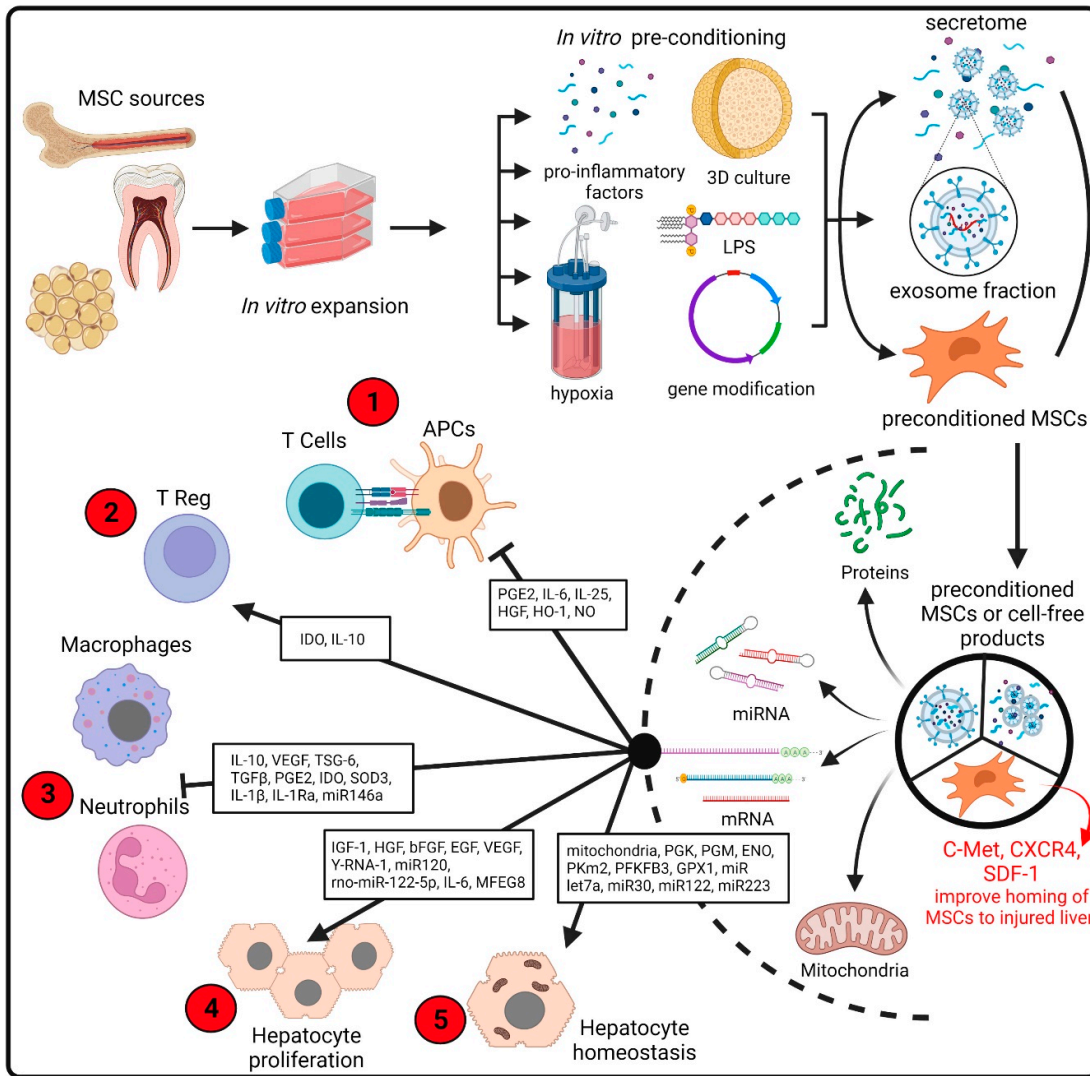 MSC sources
In vitro expansion
In vitro pre-conditioning
pro-inflammatory
factors
3D culture
LPS
hypoxia
gene modification
secretome
exosome fraction
preconditioned MSCs
1
T Cells
APCs
2
T Reg
PGE2, IL-6, IL-25,
HGF, HO-1, NO
IDO, IL-10
Macrophages
3
Neutrophils
IL-10, VEGF, TSG-6,
TGFβ, PGE2, IDO, SOD3,
IL-1β, IL-1Ra, miR146a
IGF-1, HGF, bFGF, EGF, VEGF,
Y-RNA-1, miR120,
rno-miR-122-5p, IL-6, MFEG8
mitochondria, PGK, PGM, ENO,
PKm2, PFKFB3, GPX1, miR
let7a, miR30, miR122, miR223
4
Hepatocyte
proliferation
5
Hepatocyte
homeostasis
Proteins
miRNA
A A A 3'
5' A A A 3'
mRNA
Mitochondria
preconditioned
MSCs or cell-free
products
C-Met, CXCR4,
SDF-1
improve homing of
MSCs to injured liver